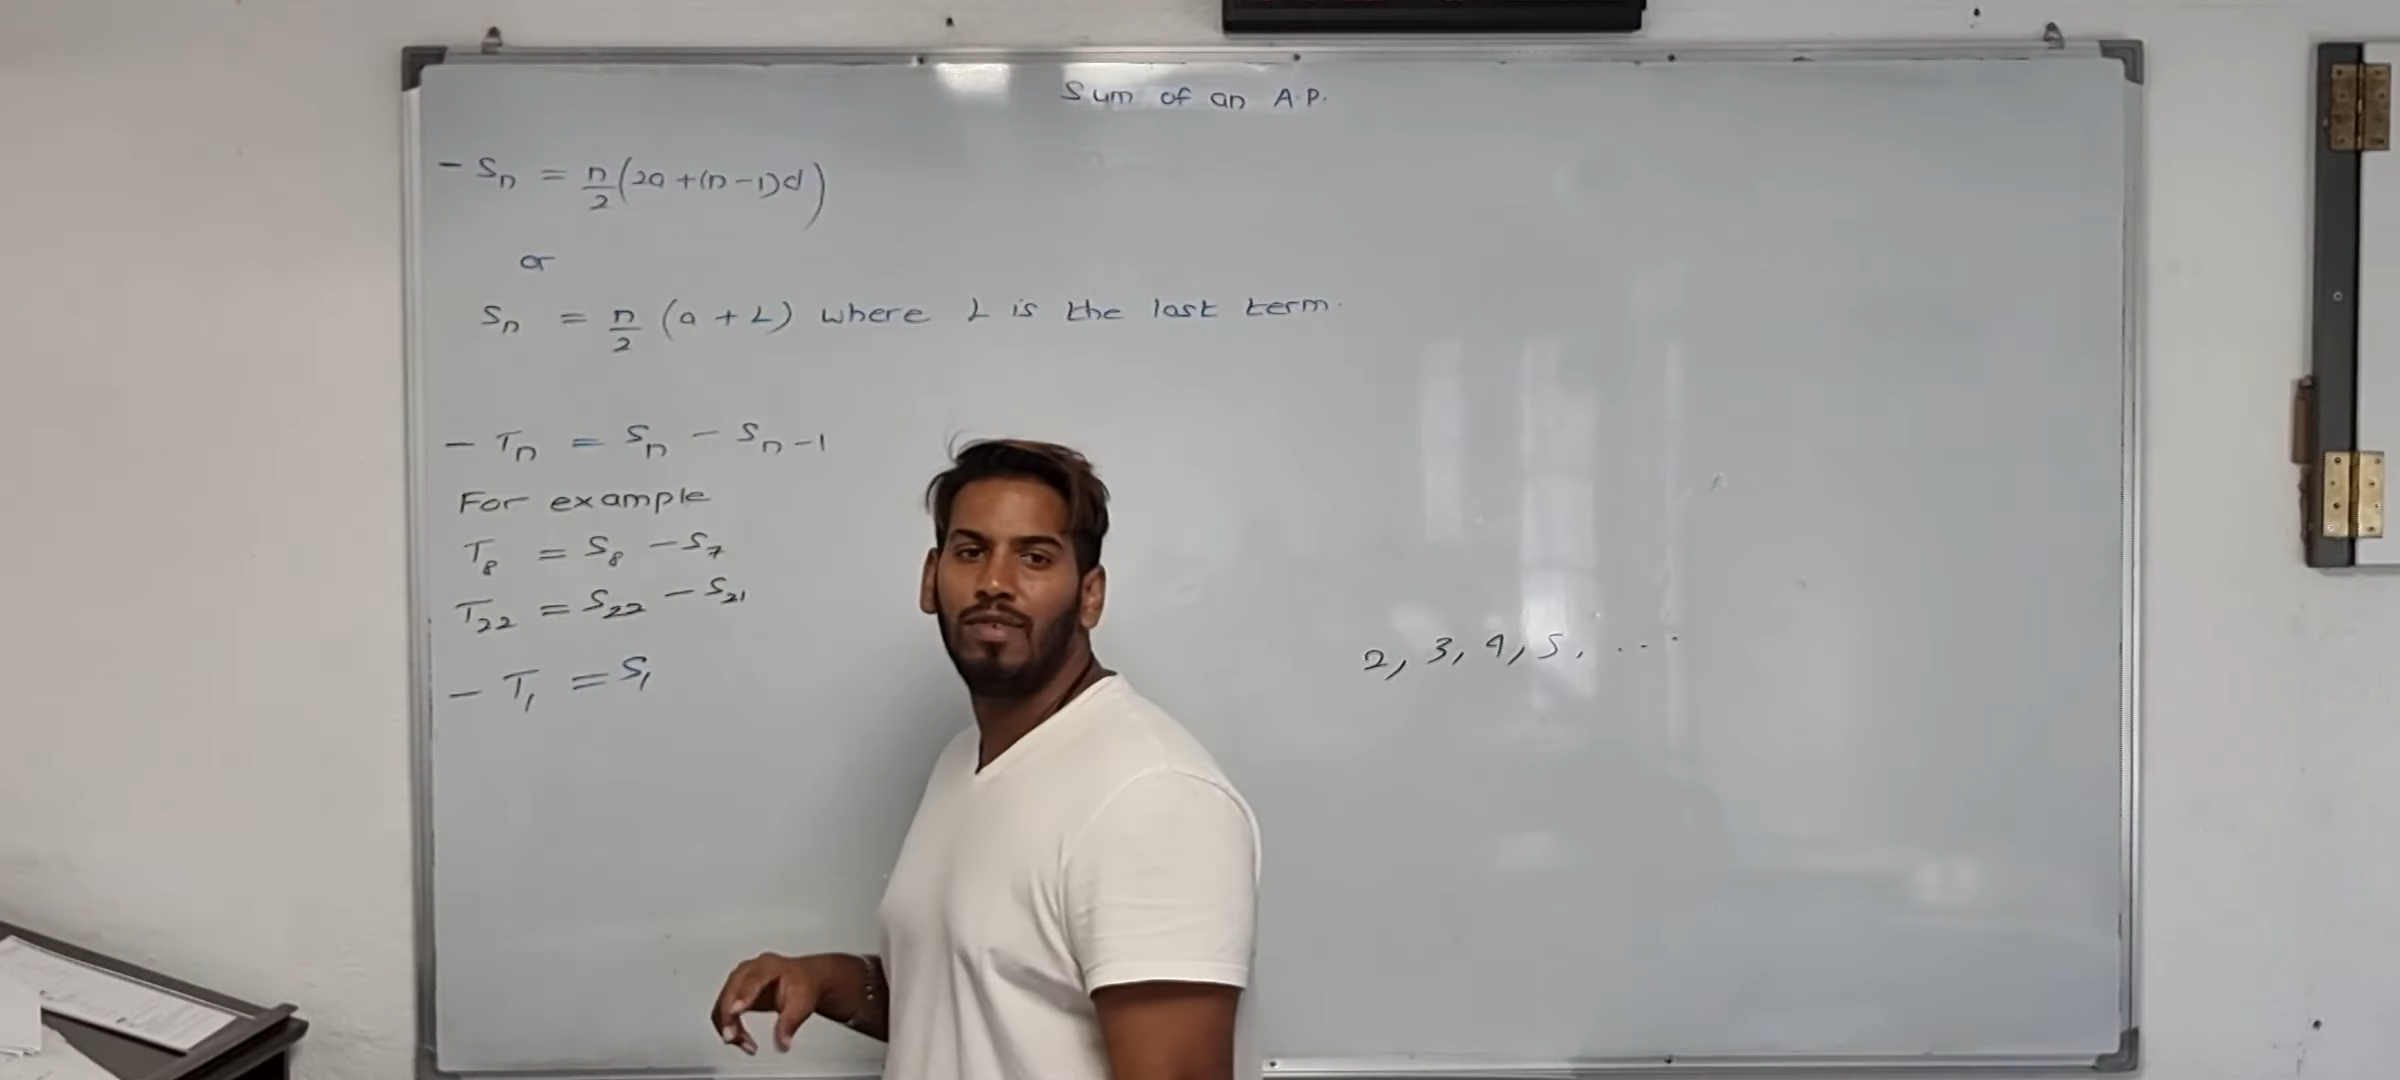 Sum of an A.P.
- Sn = n/2 (2a + (n-1)d)
or
Sn = n/2 (a + L) where L is the last term.
- Tn = Sn - Sn-1
For example
T8 = S8 - S7
T22 = S22 - S21
2, 3, 4, 5, ...
- T1 = S1